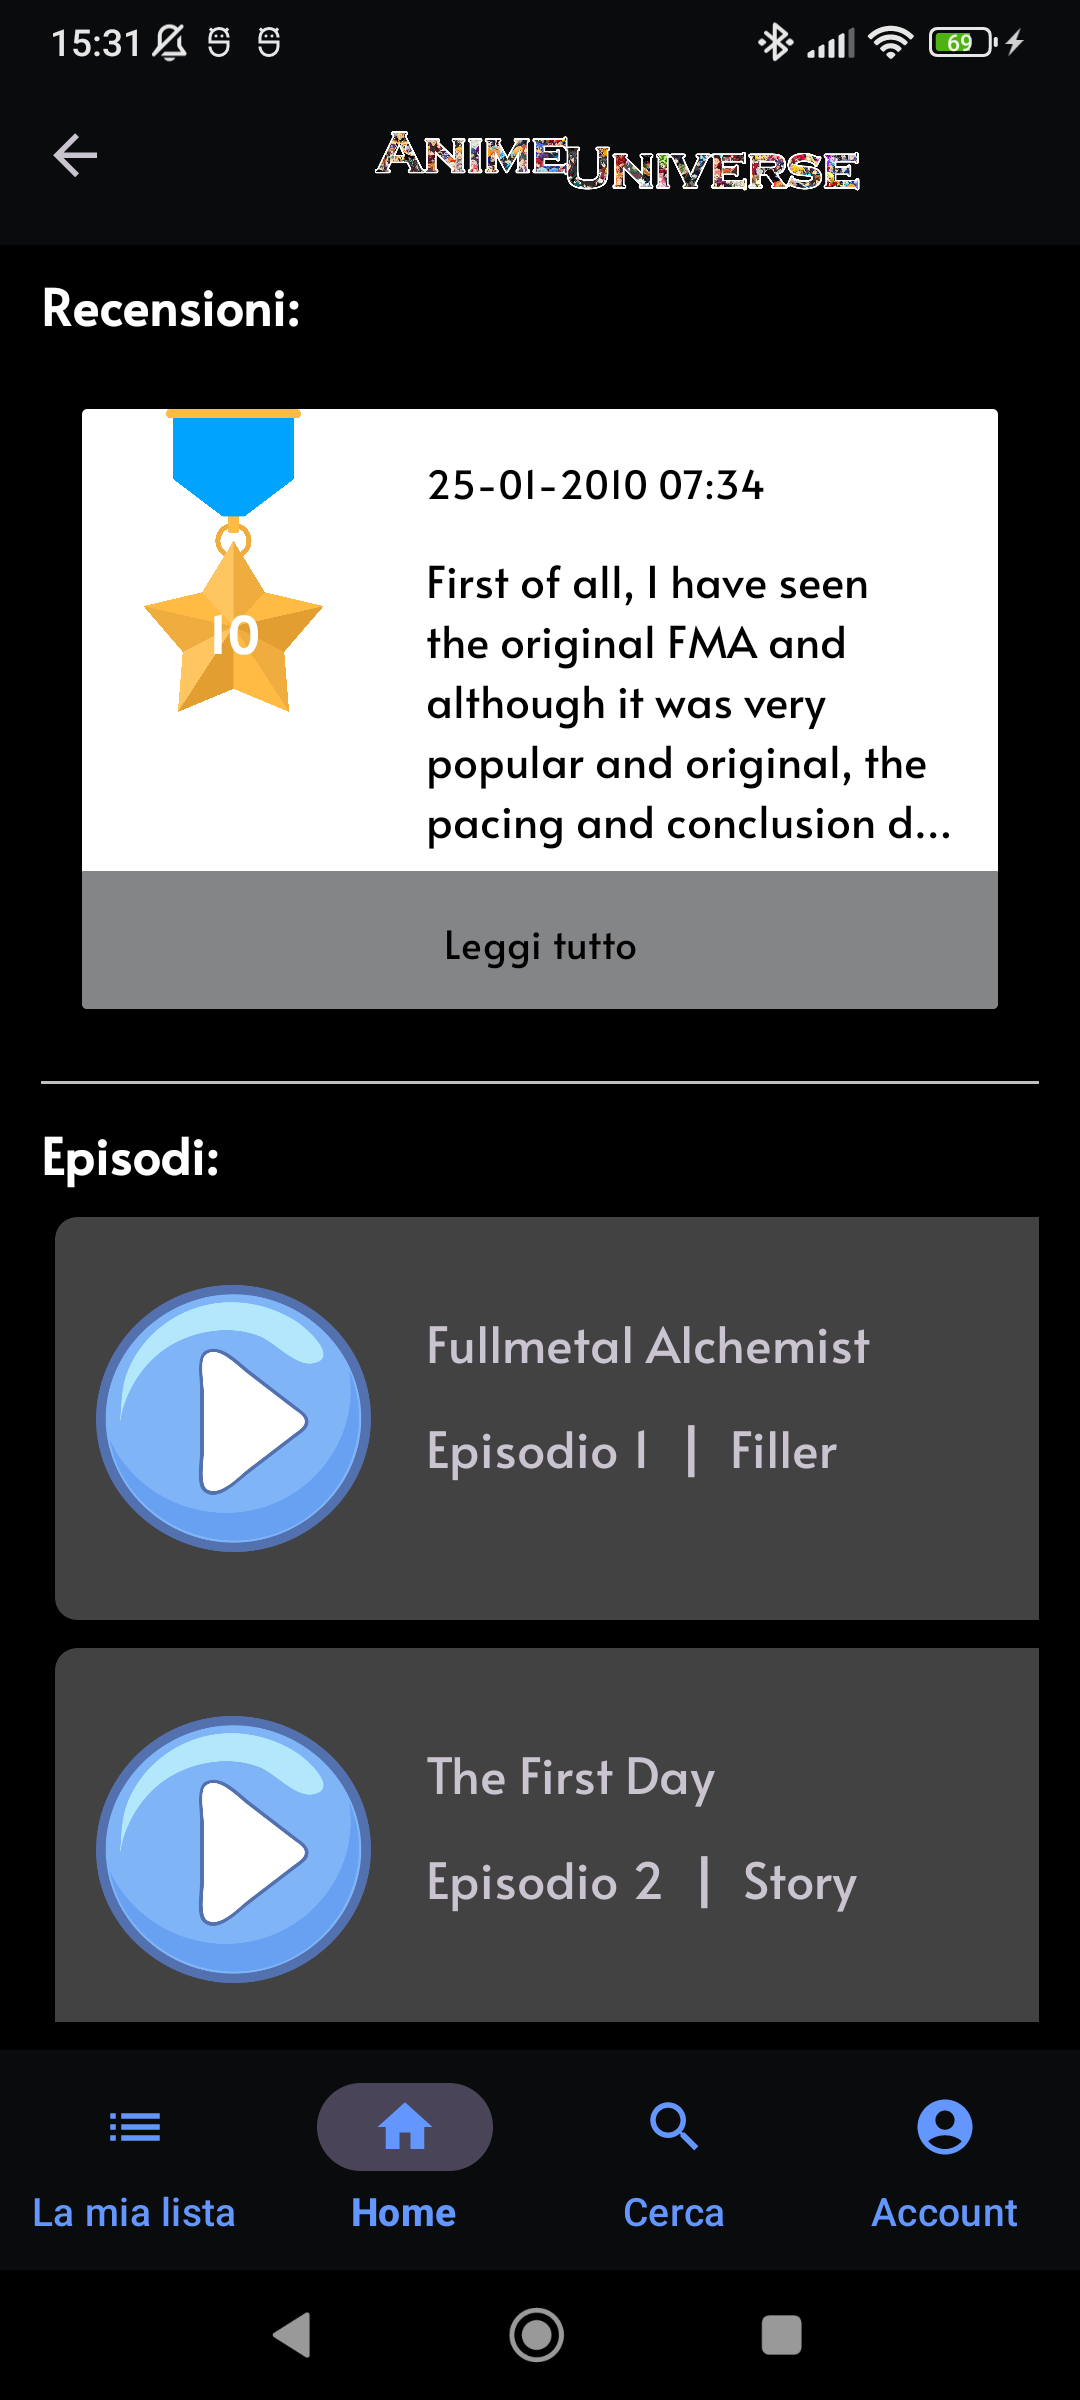 15:31
69
AnimeUniverse
Recensioni:
10
25-01-2010 07:34
First of all, I have seen
the original FMA and
although it was very
popular and original, the
pacing and conclusion d...
Leggi tutto
Episodi:
Fullmetal Alchemist
Episodio 1 | Filler
The First Day
Episodio 2 | Story
La mia lista
Home
Cerca
Account